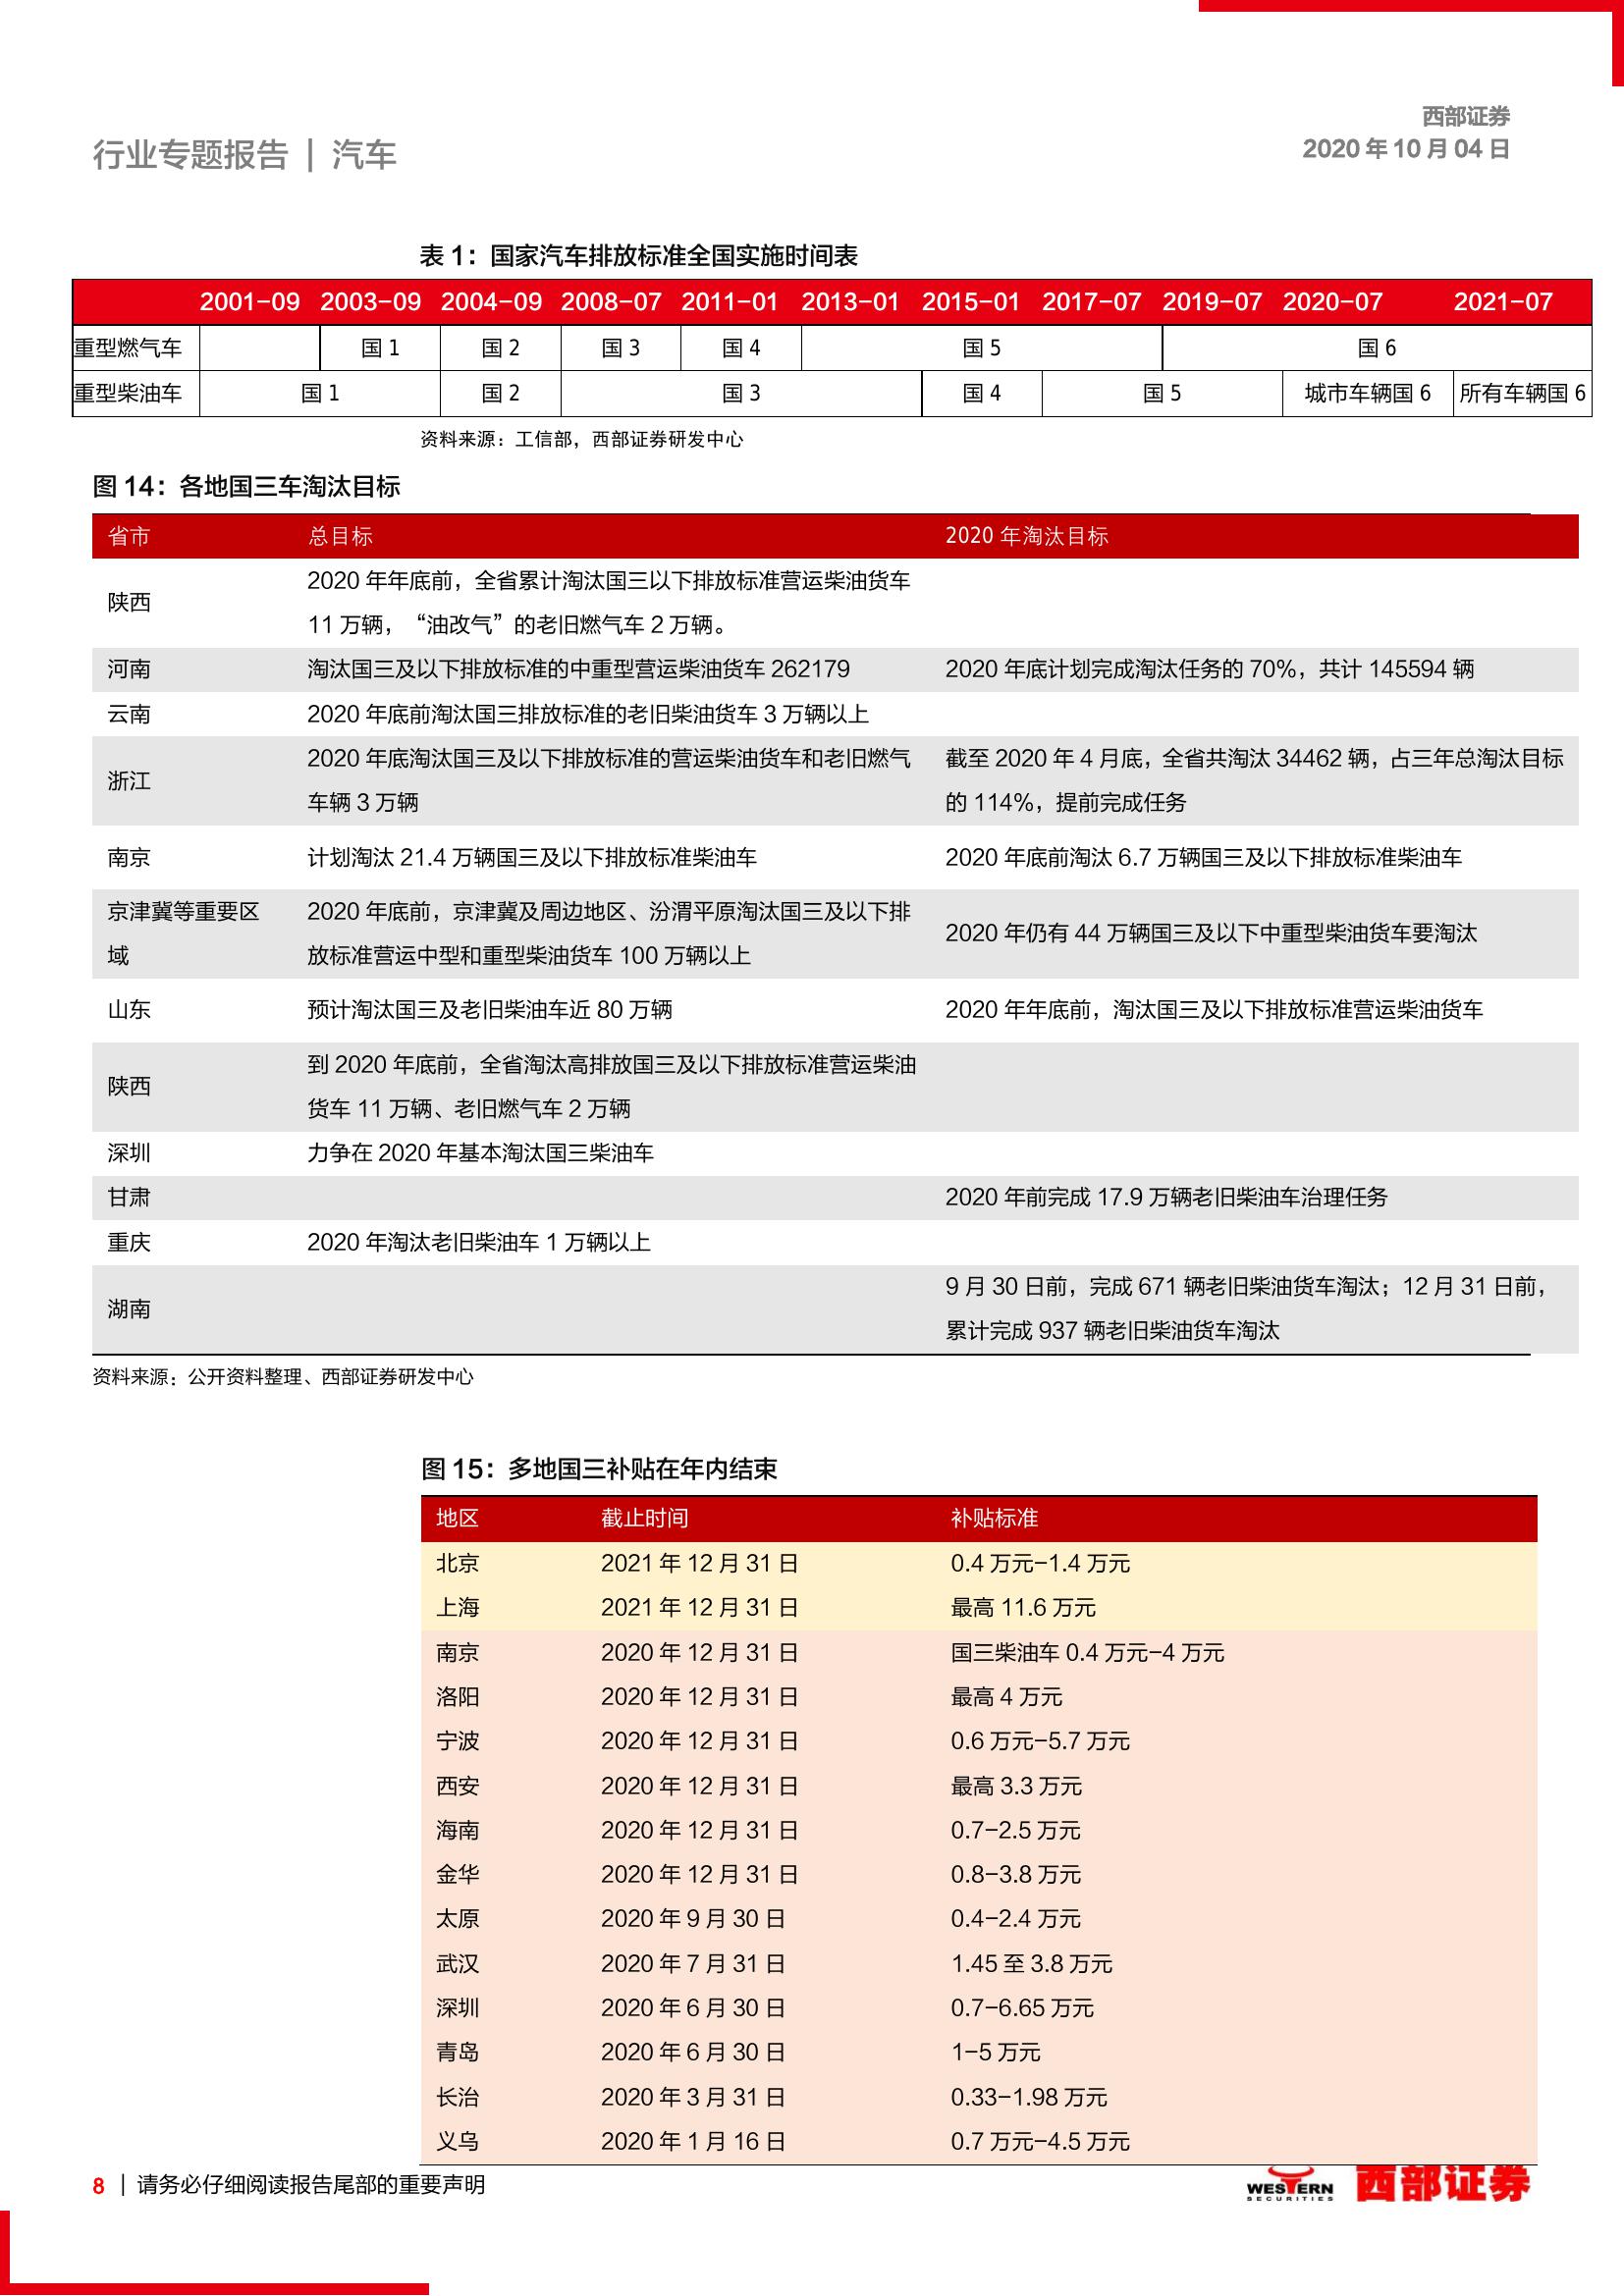 西部证券
行业专题报告 | 汽车
2020 年 10 月 04 日
表 1：国家汽车排放标准全国实施时间表
2001-09 2003-09 2004-09 2008-07 2011-01 2013-01 2015-01 2017-07 2019-07 2020-07 2021-07
重型燃气车 国 1 国 2 国 3 国 4 国 5 国 6
重型柴油车 国 1 国 2 国 3 国 4 国 5 城市车辆国 6 所有车辆国 6
资料来源：工信部，西部证券研发中心
图 14：各地国三车淘汰目标
省市 总目标 2020 年淘汰目标
陕西 2020 年年底前，全省累计淘汰国三以下排放标准营运柴油货车
11 万辆，“油改气”的老旧燃气车 2 万辆。
河南 淘汰国三及以下排放标准的中重型营运柴油货车 262179 2020 年底计划完成淘汰任务的 70%，共计 145594 辆
云南 2020 年底前淘汰国三排放标准的老旧柴油货车 3 万辆以上
浙江 2020 年底淘汰国三及以下排放标准的营运柴油货车和老旧燃气
车辆 3 万辆
截至 2020 年 4 月底，全省共淘汰 34462 辆，占三年总淘汰目标
的 114%，提前完成任务
南京 计划淘汰 21.4 万辆国三及以下排放标准柴油车 2020 年底前淘汰 6.7 万辆国三及以下排放标准柴油车
京津冀等重要区
域
2020 年底前，京津冀及周边地区、汾渭平原淘汰国三及以下排
放标准营运中型和重型柴油货车 100 万辆以上
2020 年仍有 44 万辆国三及以下中重型柴油货车要淘汰
山东 预计淘汰国三及老旧柴油车近 80 万辆 2020 年年底前，淘汰国三及以下排放标准营运柴油货车
陕西 到 2020 年底前，全省淘汰高排放国三及以下排放标准营运柴油
货车 11 万辆、老旧燃气车 2 万辆
深圳 力争在 2020 年基本淘汰国三柴油车
甘肃 2020 年前完成 17.9 万辆老旧柴油车治理任务
重庆 2020 年淘汰老旧柴油车 1 万辆以上
湖南 9 月 30 日前，完成 671 辆老旧柴油货车淘汰；12 月 31 日前，
累计完成 937 辆老旧柴油货车淘汰
资料来源：公开资料整理、西部证券研发中心
图 15：多地国三补贴在年内结束
地区 截止时间 补贴标准
北京 2021 年 12 月 31 日 0.4 万元-1.4 万元
上海 2021 年 12 月 31 日 最高 11.6 万元
南京 2020 年 12 月 31 日 国三柴油车 0.4 万元-4 万元
洛阳 2020 年 12 月 31 日 最高 4 万元
宁波 2020 年 12 月 31 日 0.6 万元-5.7 万元
西安 2020 年 12 月 31 日 最高 3.3 万元
海南 2020 年 12 月 31 日 0.7-2.5 万元
金华 2020 年 12 月 31 日 0.8-3.8 万元
太原 2020 年 9 月 30 日 0.4-2.4 万元
武汉 2020 年 7 月 31 日 1.45 至 3.8 万元
深圳 2020 年 6 月 30 日 0.7-6.65 万元
青岛 2020 年 6 月 30 日 1-5 万元
长治 2020 年 3 月 31 日 0.33-1.98 万元
义乌 2020 年 1 月 16 日 0.7 万元-4.5 万元
8 | 请务必仔细阅读报告尾部的重要声明
WESTERN
SECURITIES
西部证券